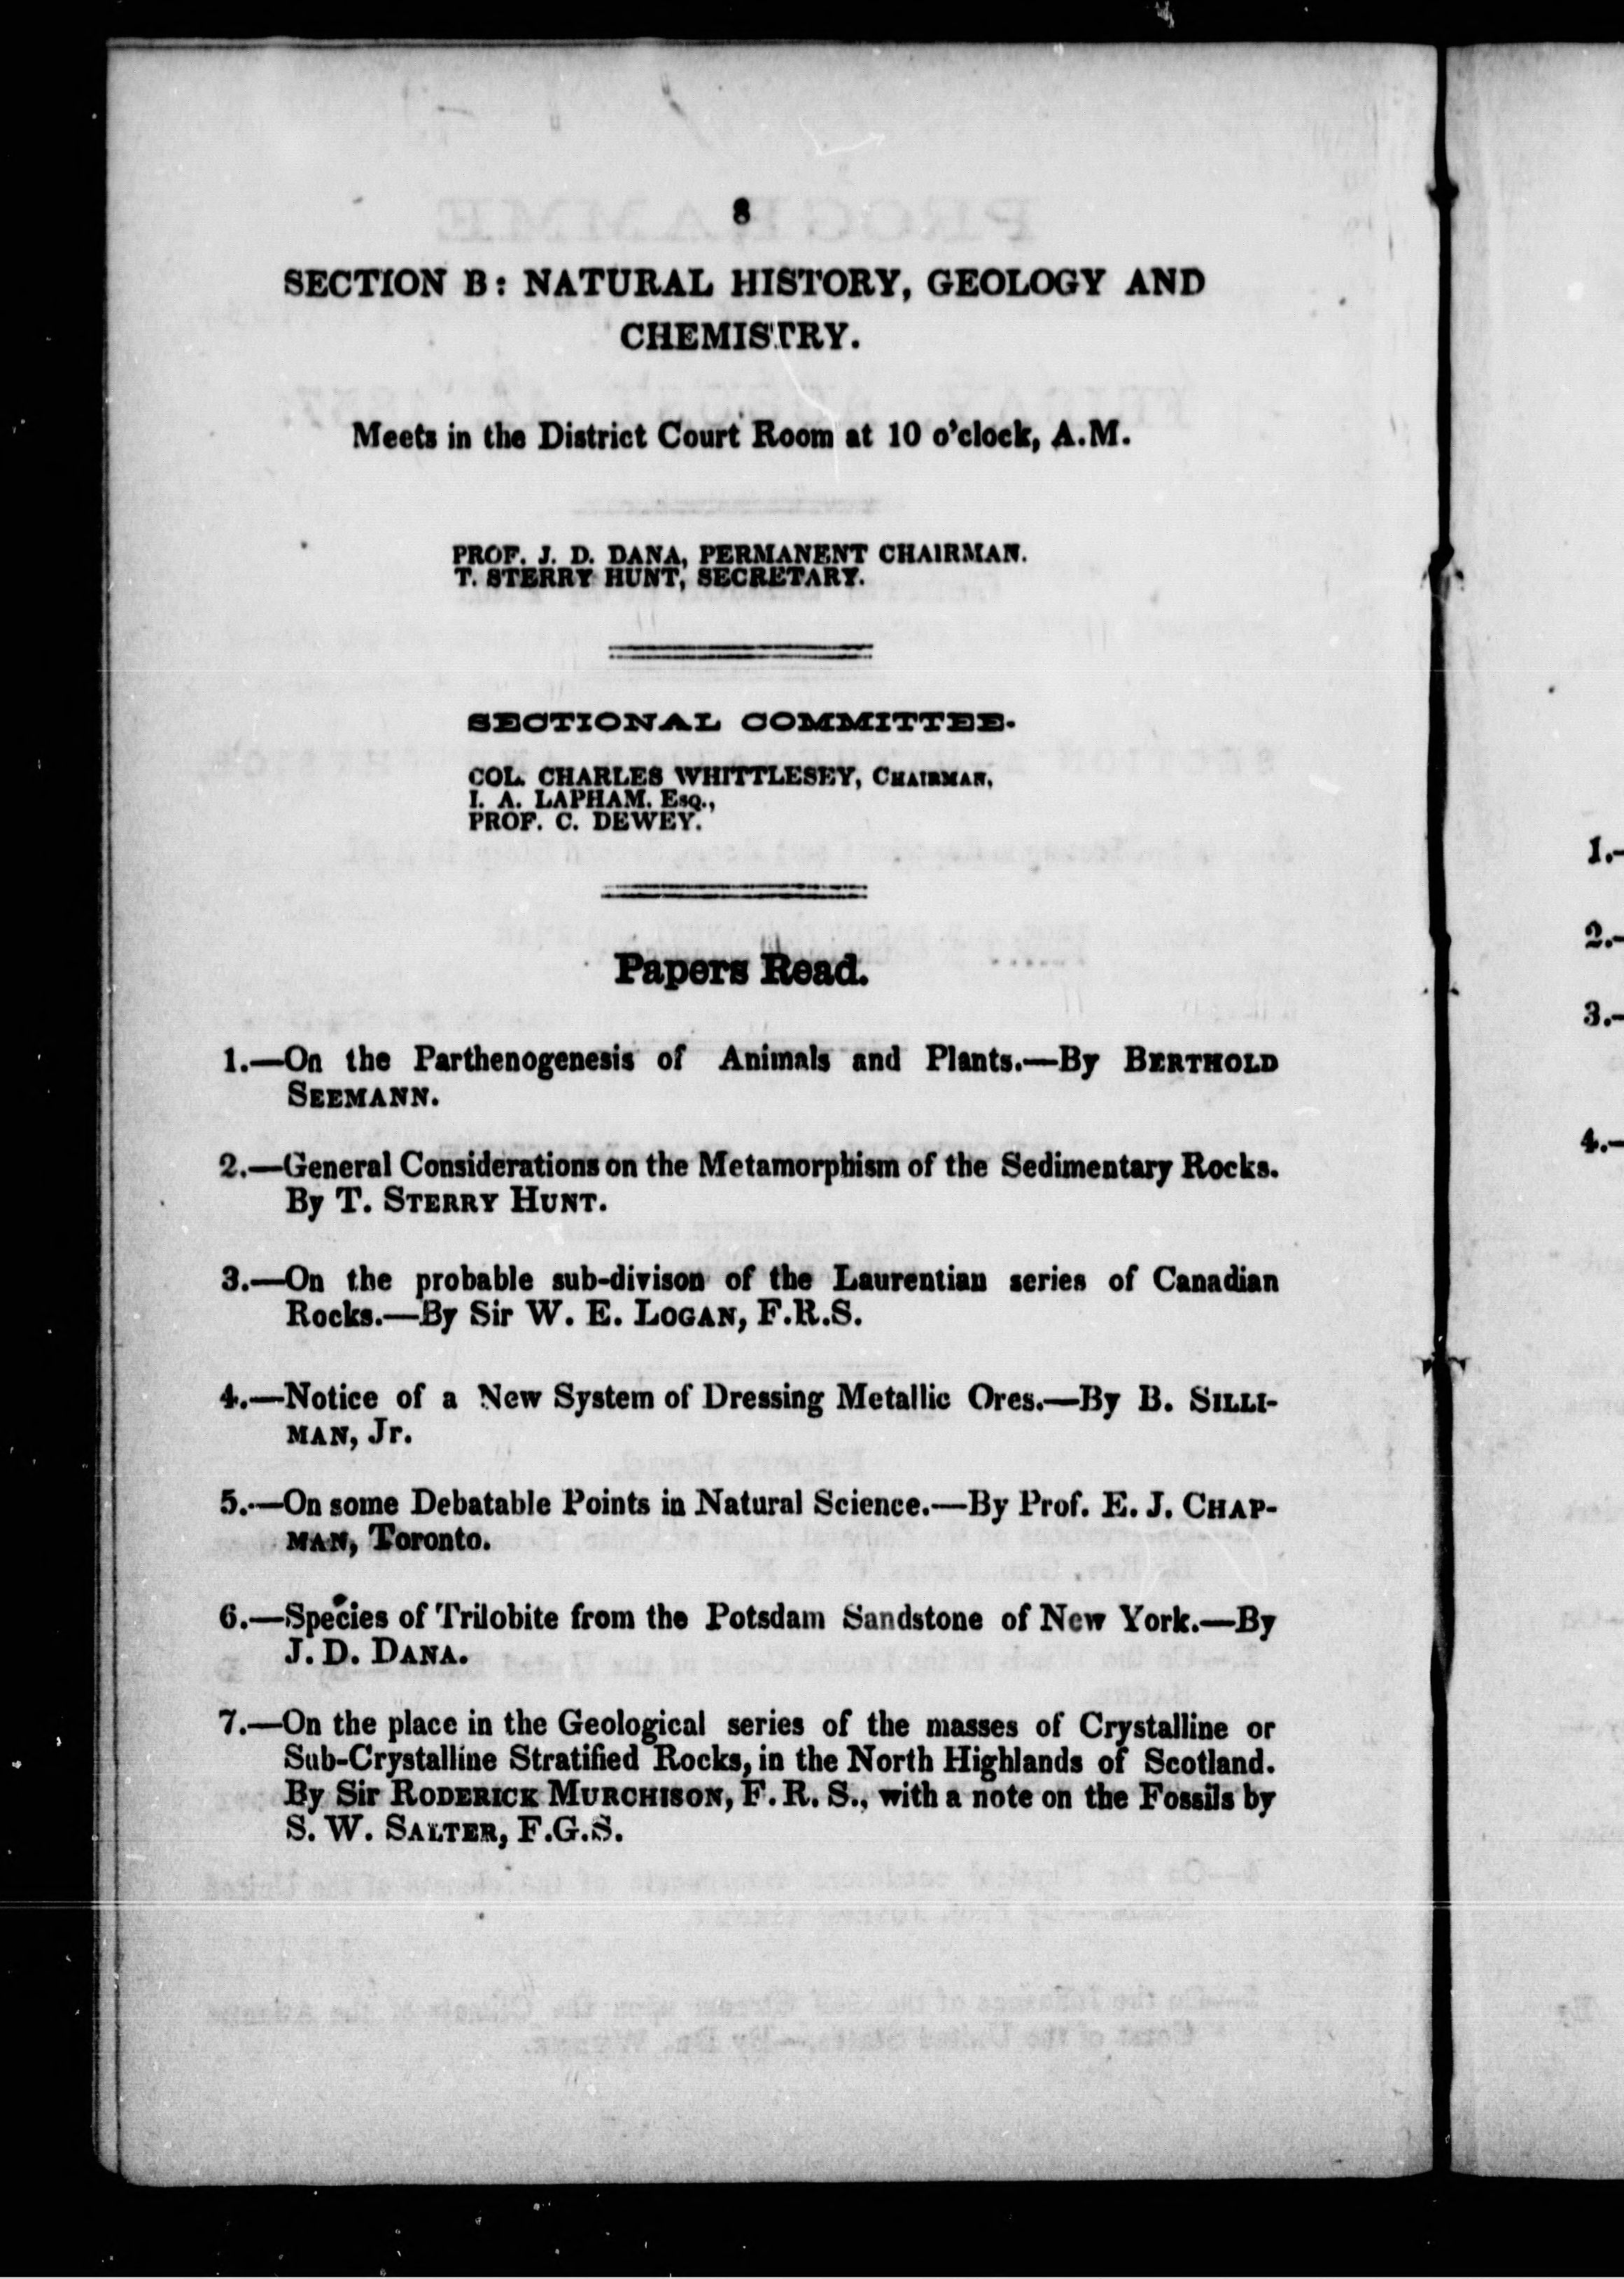 8
SECTION B: NATURAL HISTORY, GEOLOGY AND
CHEMISTRY.
Meets in the District Court Room at 10 o'clock, A.M.
PROF. J. D. DANA, PERMANENT CHAIRMAN.
T. STERRY HUNT, SECRETARY.
SECTIONAL COMMITTEE.
COL. CHARLES WHITTLESEY, CHAIRMAN,
I. A. LAPHAM. ESQ.,
PROF. C. DEWEY.
Papers Read.
1.—On the Parthenogenesis of Animals and Plants.—By BERTHOLD
SEEMANN.
2.—General Considerations on the Metamorphism of the Sedimentary Rocks.
By T. STERRY HUNT.
3.—On the probable sub-divison of the Laurentian series of Canadian
Rocks.—By Sir W. E. LOGAN, F.R.S.
4.—Notice of a New System of Dressing Metallic Ores.—By B. SILLI-
MAN, Jr.
5.—On some Debatable Points in Natural Science.—By Prof. E. J. CHAP-
MAN, Toronto.
6.—Species of Trilobite from the Potsdam Sandstone of New York.—By
J. D. DANA.
7.—On the place in the Geological series of the masses of Crystalline or
Sub-Crystalline Stratified Rocks, in the North Highlands of Scotland.
By Sir RODERICK MURCHISON, F. R. S., with a note on the Fossils by
S. W. SALTER, F.G.S.
1.-
2.-
3.-
4.-